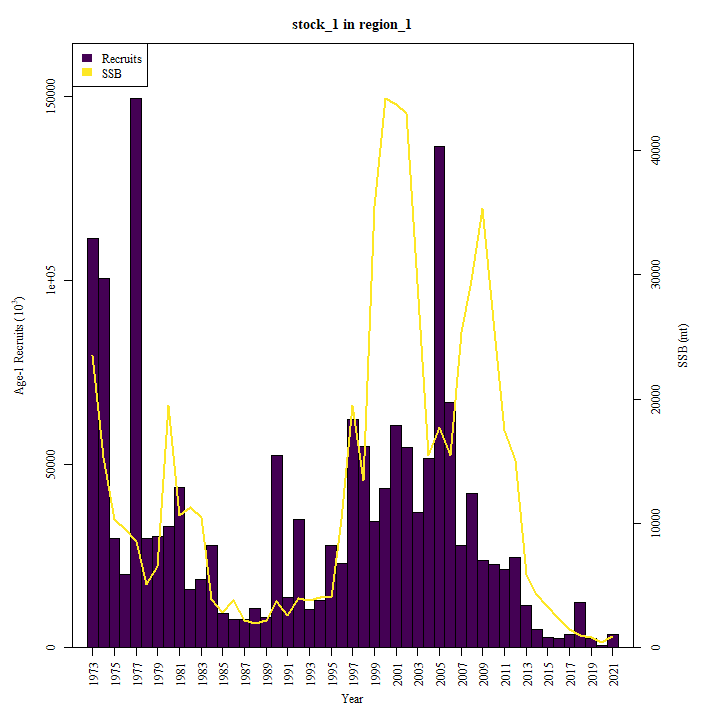 stock_1 in region_1
Recruits
SSB
150000
1e+05
50000
0
Age-1 Recruits (10³)
40000
30000
20000
10000
0
SSB (mt)
1973 1975 1977 1979 1981 1983 1985 1987 1989 1991 1993 1995 1997 1999 2001 2003 2005 2007 2009 2011 2013 2015 2017 2019 2021
Year